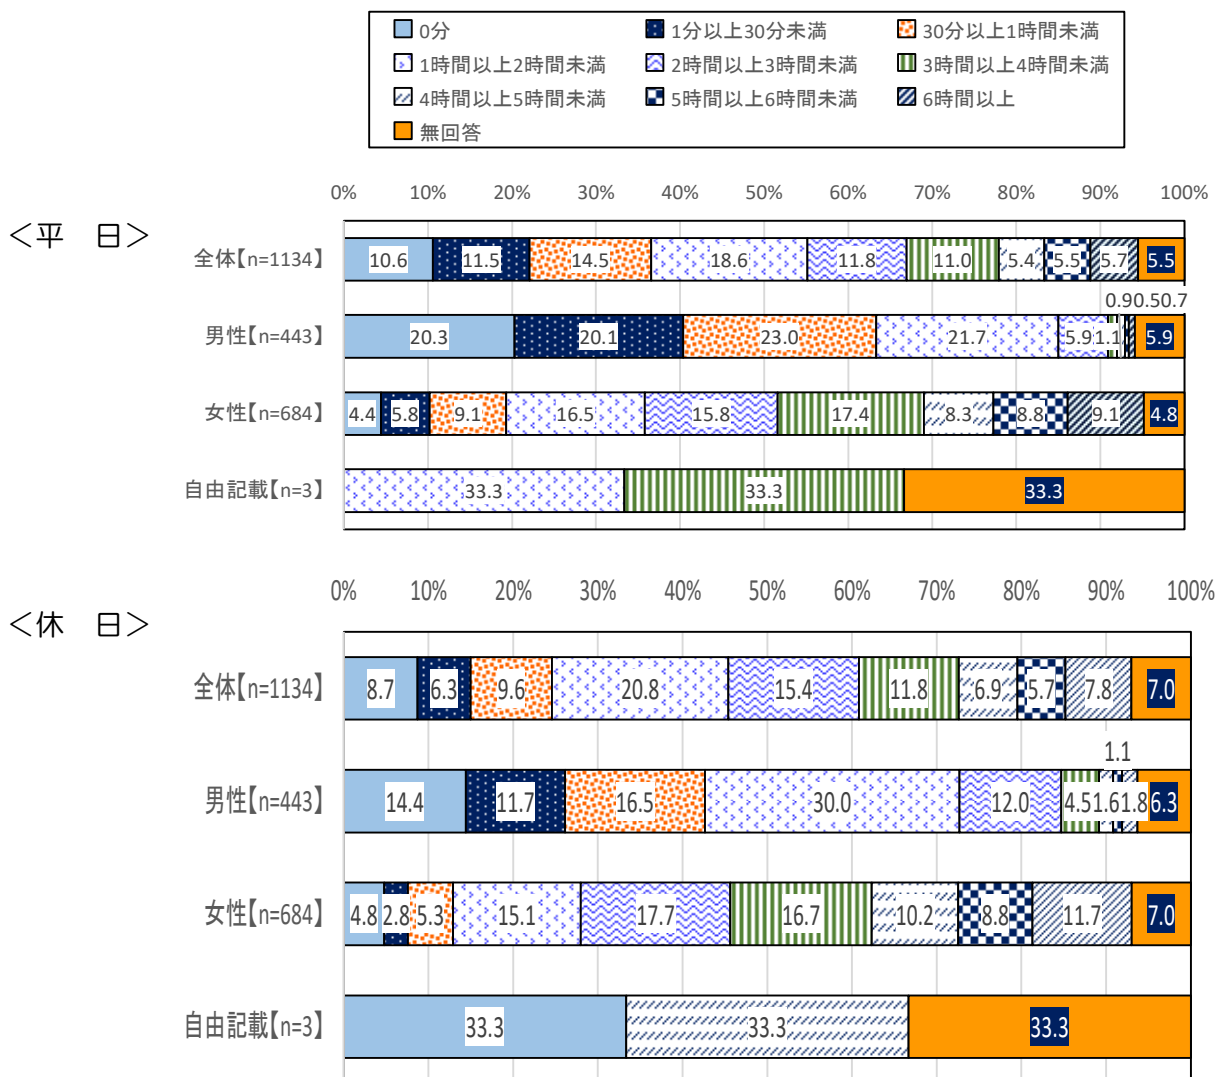 0分 1分以上30分未満 30分以上1時間未満
1時間以上2時間未満 2時間以上3時間未満 3時間以上4時間未満
4時間以上5時間未満 5時間以上6時間未満 6時間以上
無回答
0% 10% 20% 30% 40% 50% 60% 70% 80% 90% 100%
＜平　日＞
全体【n=1134】 10.6 11.5 14.5 18.6 11.8 11.0 5.4 5.5 5.7 5.5
0.9 0.5 0.7
男性【n=443】 20.3 20.1 23.0 21.7 5.9 1.1 5.9
女性【n=684】 4.4 5.8 9.1 16.5 15.8 17.4 8.3 8.8 9.1 4.8
自由記載【n=3】 33.3 33.3 33.3
0% 10% 20% 30% 40% 50% 60% 70% 80% 90% 100%
＜休　日＞
全体【n=1134】 8.7 6.3 9.6 20.8 15.4 11.8 6.9 5.7 7.8 7.0
1.1
男性【n=443】 14.4 11.7 16.5 30.0 12.0 4.5 1.6 1.8 6.3
女性【n=684】 4.8 2.8 5.3 15.1 17.7 16.7 10.2 8.8 11.7 7.0
自由記載【n=3】 33.3 33.3 33.3